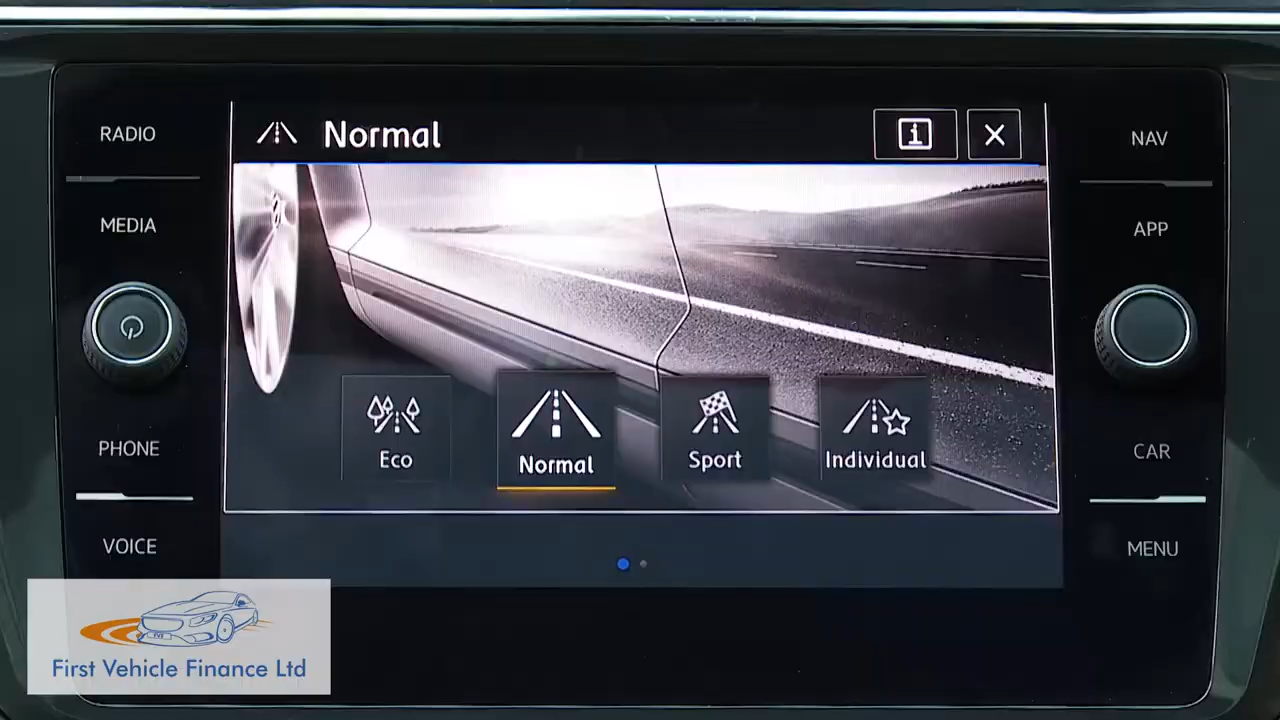 RADIO
MEDIA
PHONE
VOICE
Normal
Eco
Normal
Sport
Individual
NAV
APP
CAR
MENU
First Vehicle Finance Ltd